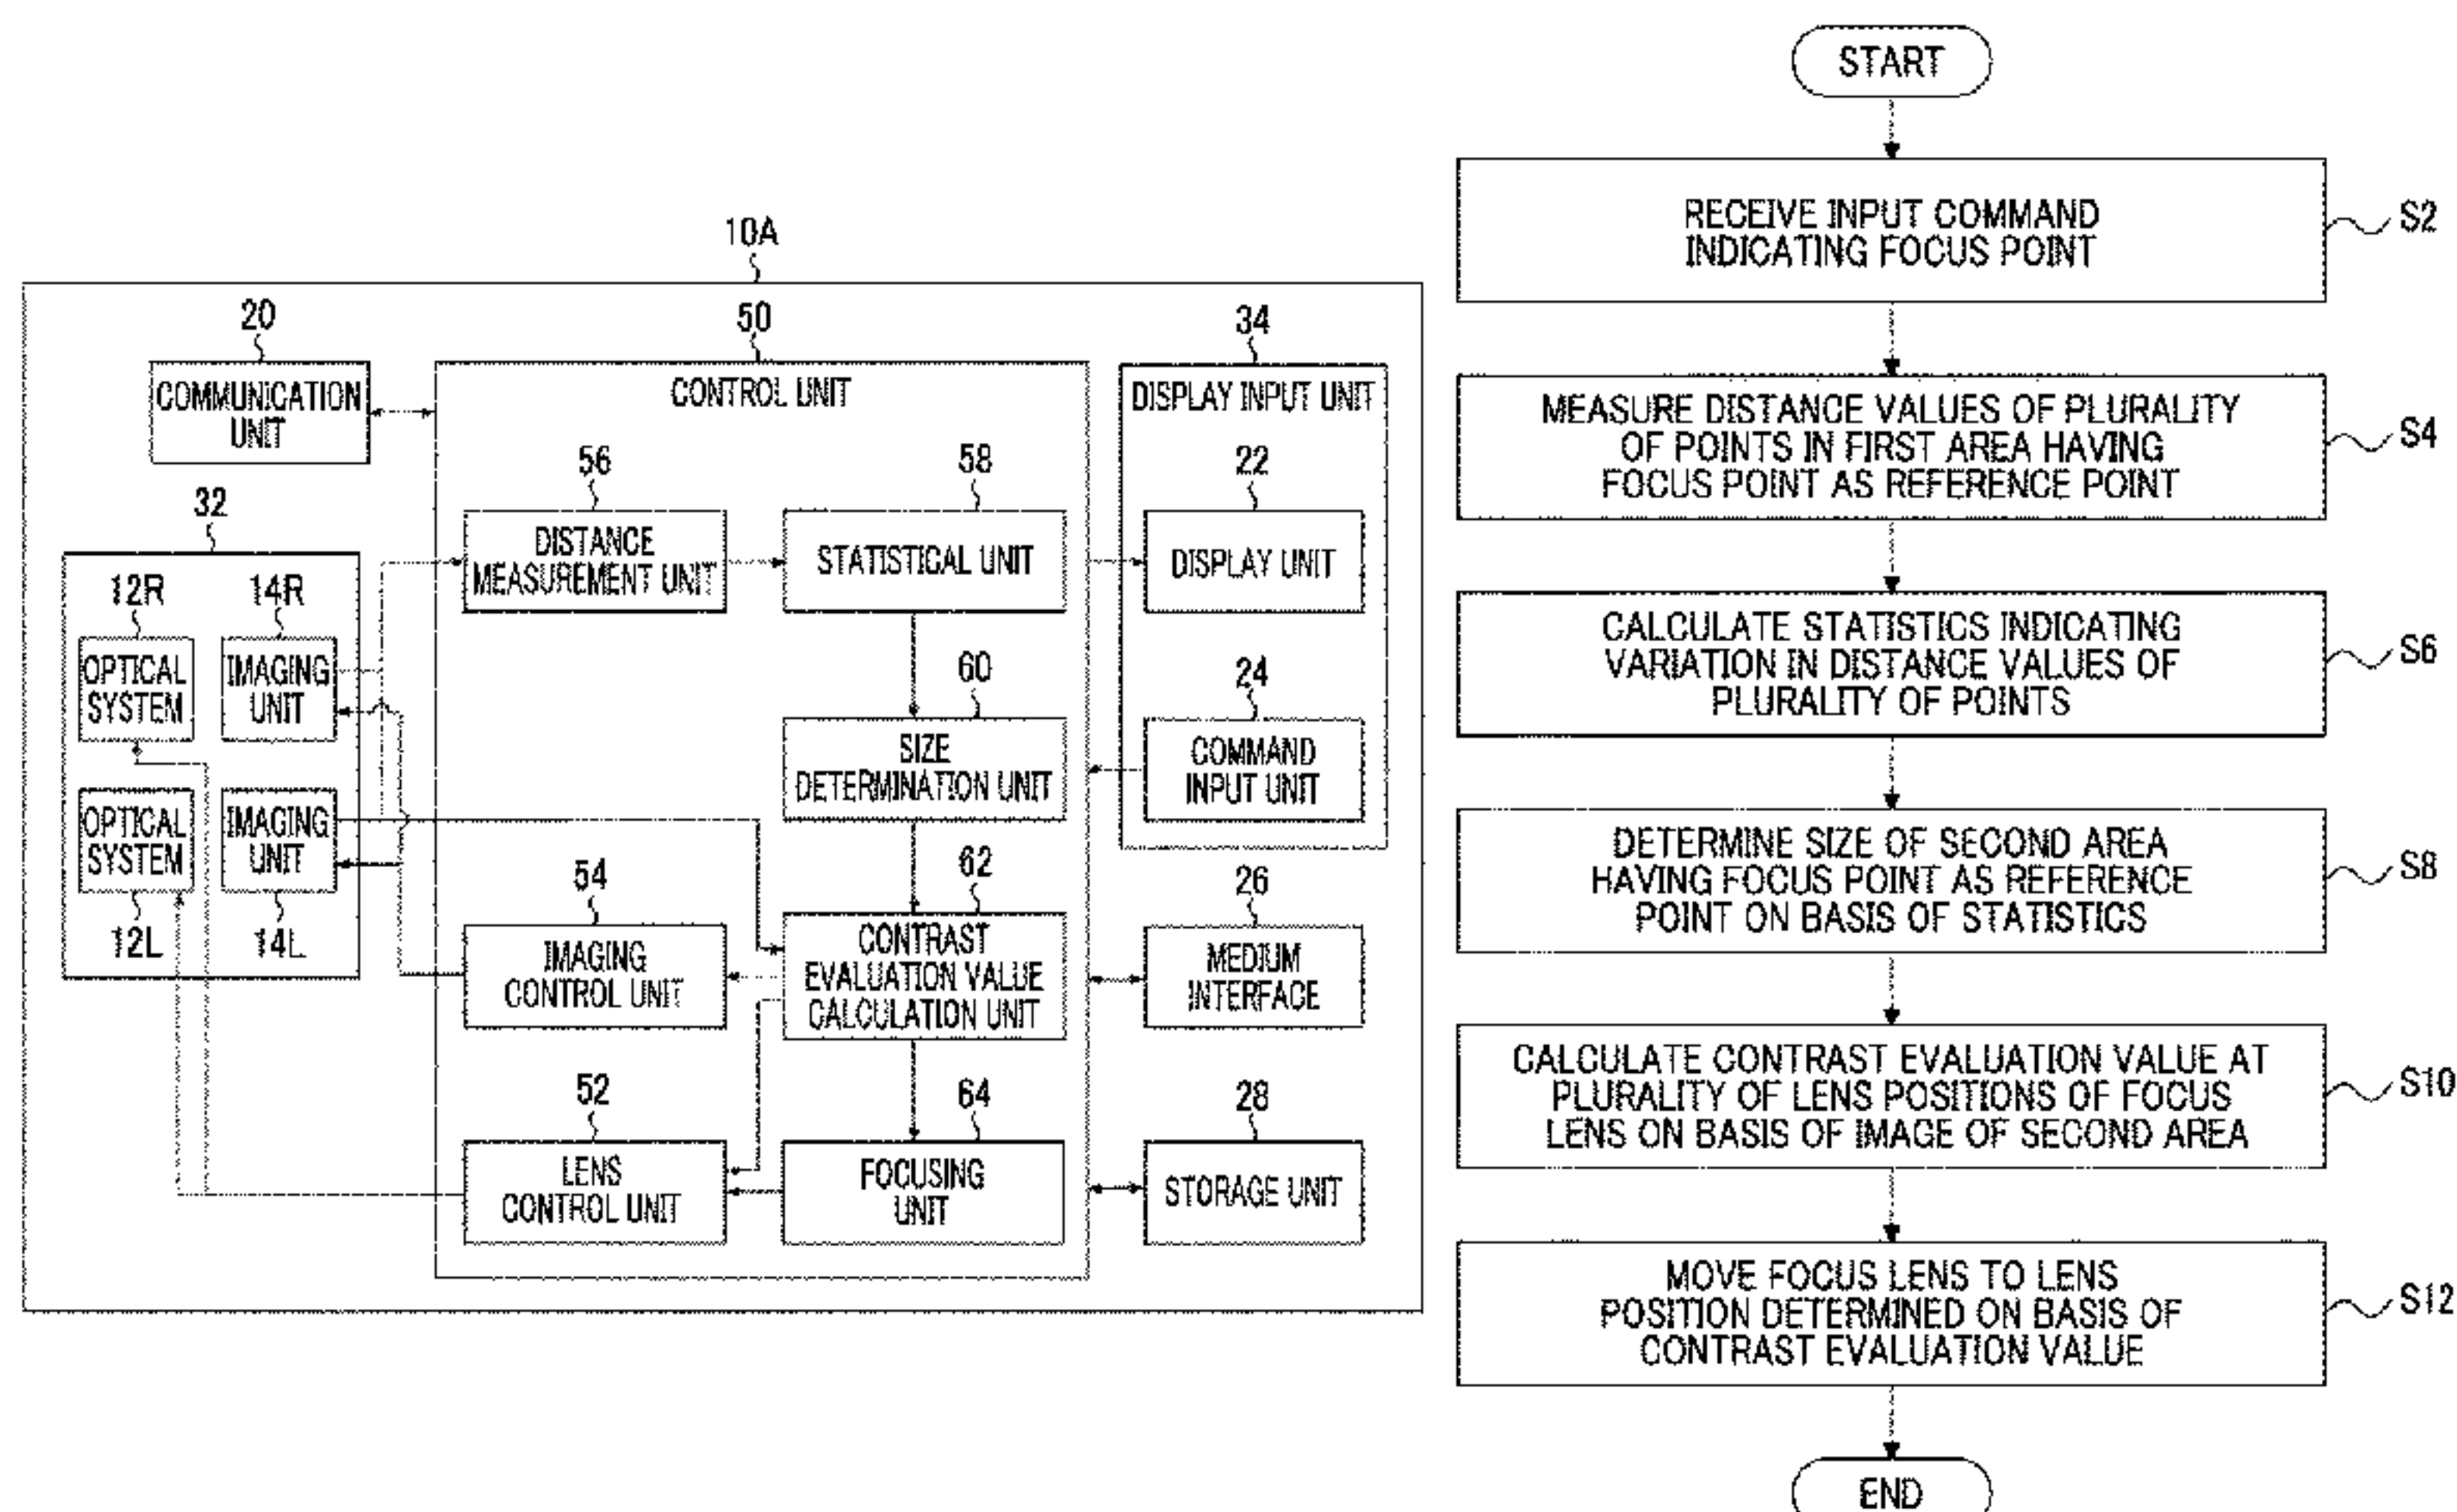 10A
20
COMMUNICATION
UNIT
32
12R
OPTICAL
SYSTEM
14R
IMAGING
UNIT
OPTICAL
SYSTEM
12L
IMAGING
UNIT
14L
50
CONTROL UNIT
56
DISTANCE
MEASUREMENT UNIT
58
STATISTICAL UNIT
60
SIZE
DETERMINATION UNIT
54
IMAGING
CONTROL UNIT
62
CONTRAST
EVALUATION VALUE
CALCULATION UNIT
52
LENS
CONTROL UNIT
64
FOCUSING
UNIT
34
DISPLAY INPUT UNIT
22
DISPLAY UNIT
24
COMMAND
INPUT UNIT
26
MEDIUM
INTERFACE
28
STORAGE UNIT
START
RECEIVE INPUT COMMAND
INDICATING FOCUS POINT
S2
MEASURE DISTANCE VALUES OF PLURALITY
OF POINTS IN FIRST AREA HAVING
FOCUS POINT AS REFERENCE POINT
S4
CALCULATE STATISTICS INDICATING
VARIATION IN DISTANCE VALUES OF
PLURALITY OF POINTS
S6
DETERMINE SIZE OF SECOND AREA
HAVING FOCUS POINT AS REFERENCE
POINT ON BASIS OF STATISTICS
S8
CALCULATE CONTRAST EVALUATION VALUE AT
PLURALITY OF LENS POSITIONS OF FOCUS
LENS ON BASIS OF IMAGE OF SECOND AREA
S10
MOVE FOCUS LENS TO LENS
POSITION DETERMINED ON BASIS OF
CONTRAST EVALUATION VALUE
S12
END